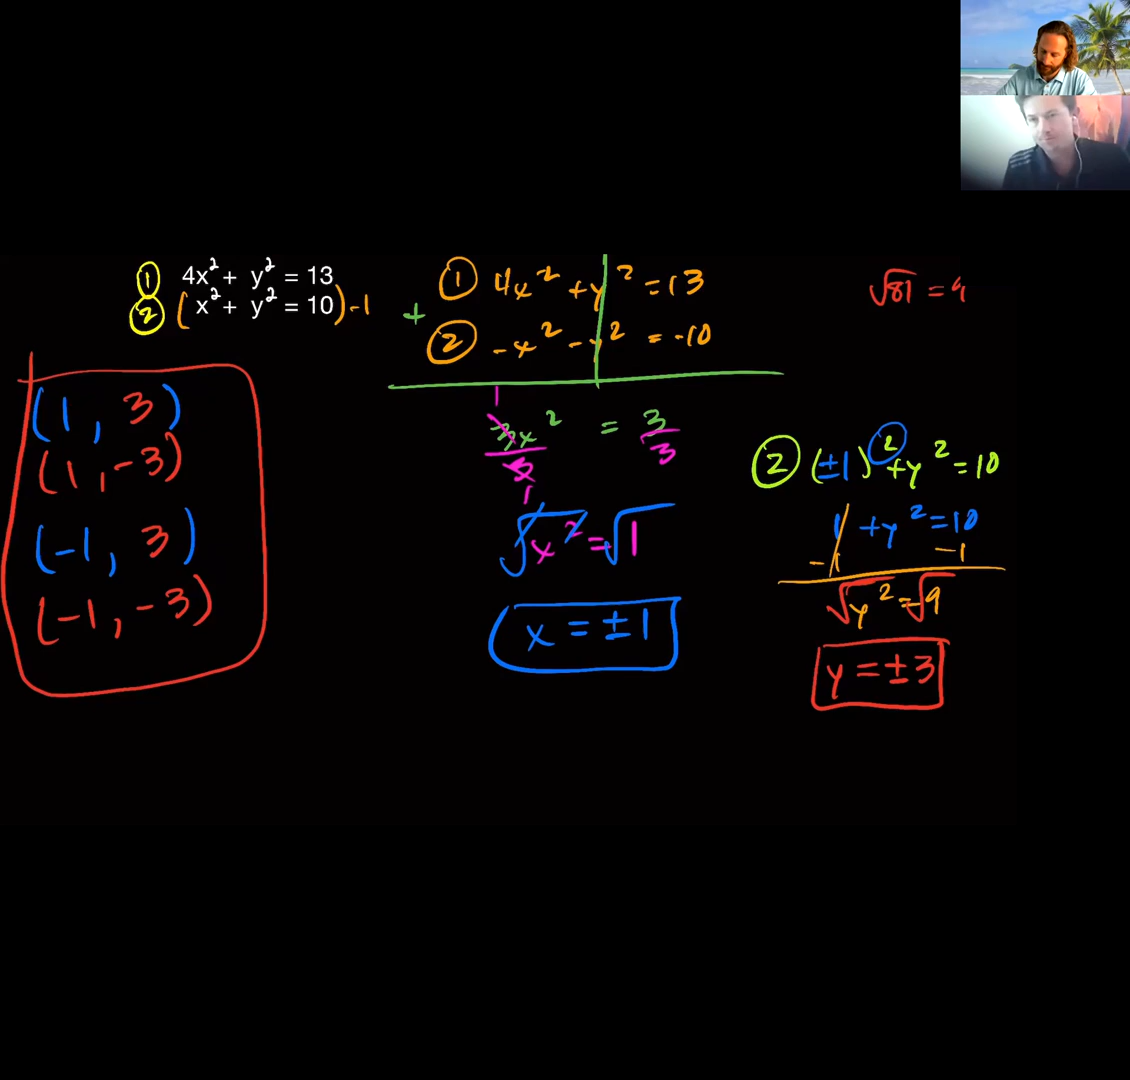 ① 4x² + y² = 13
② (x² + y² = 10) -1
① 4x² + y² = 13
+ ② -x² - y² = -10
1
3x² = 3
3 3
1
√x² = √1
x = ±1
√81 = 9
② (±1)² + y² = 10
1 + y² = 10
-1 -1
√y² = √9
y = ±3
(1, 3)
(1, -3)
(-1, 3)
(-1, -3)